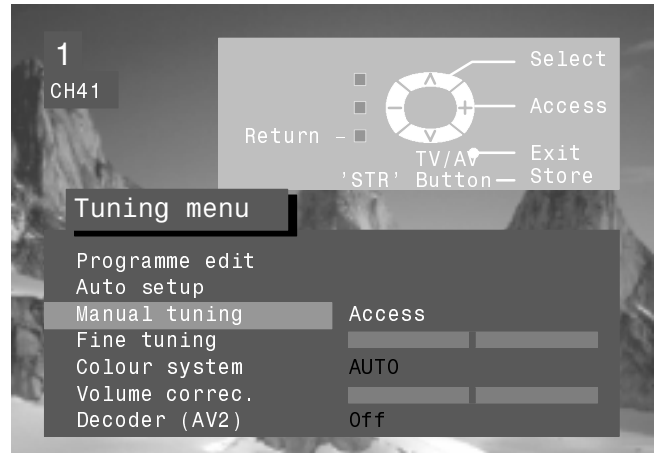 1
CH41
Select
Access
Return
TV/AV
Exit
'STR' Button
Store
Tuning menu
Programme edit
Auto setup
Manual tuning Access
Fine tuning
Colour system AUTO
Volume correc.
Decoder (AV2) Off